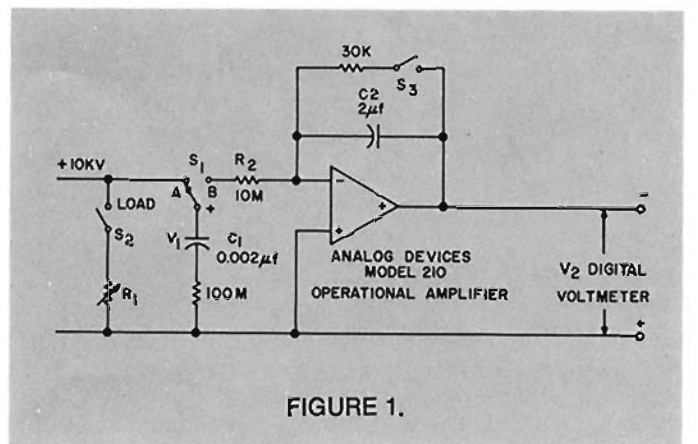 30K
S3
C2
2µf
+10KV
S1
A
B
R2
10M
−
+
+
LOAD
S2
+
V1
C1
0.002µf
R1
100M
ANALOG DEVICES
MODEL 210
OPERATIONAL AMPLIFIER
−
V2 DIGITAL
VOLTMETER
+
FIGURE 1.